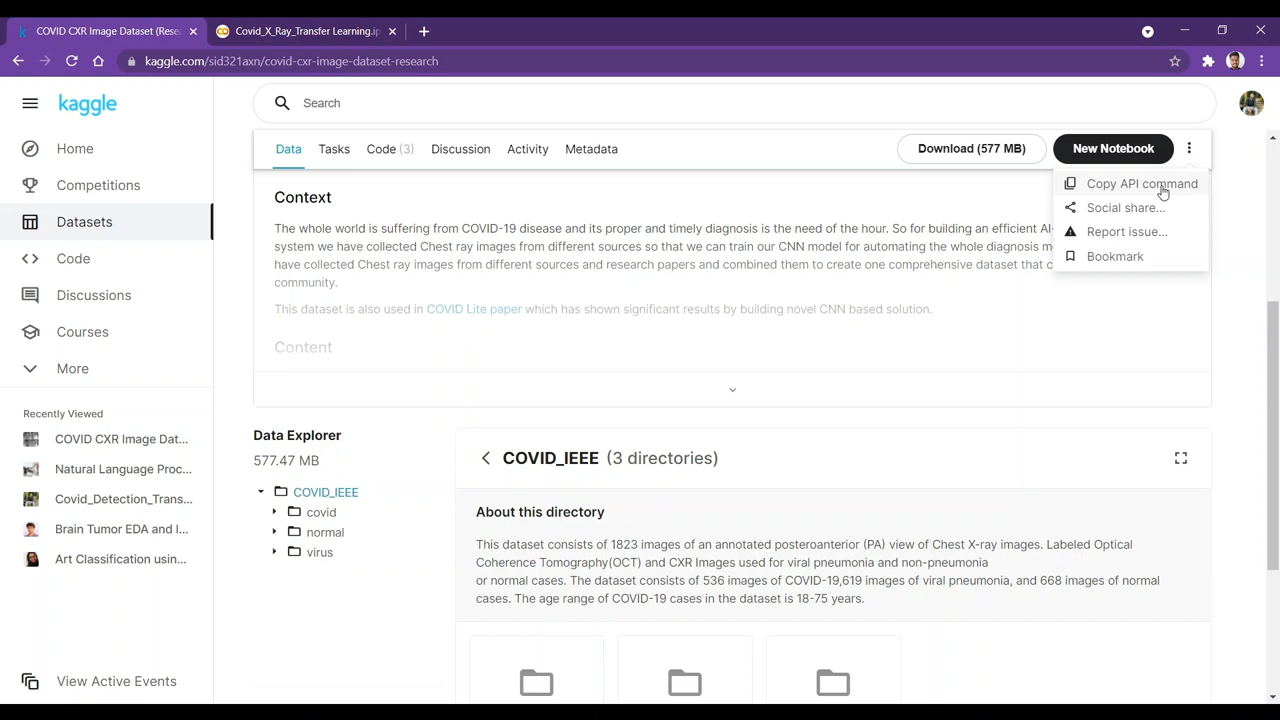 COVID CXR Image Dataset (Rese
Covid_X_Ray_Transfer Learning.ip
kaggle.com/sid321axn/covid-cxr-image-dataset-research
kaggle
Search
Home
Competitions
Datasets
Code
Discussions
Courses
More
Recently Viewed
COVID CXR Image Dat...
Natural Language Proc...
Covid_Detection_Trans...
Brain Tumor EDA and I...
Art Classification usin...
View Active Events
Data Tasks Code (3) Discussion Activity Metadata
Download (577 MB)
New Notebook
Copy API command
Social share...
Report issue...
Bookmark
Context
The whole world is suffering from COVID-19 disease and its proper and timely diagnosis is the need of the hour. So for building an efficient AI-
system we have collected Chest ray images from different sources so that we can train our CNN model for automating the whole diagnosis m
have collected Chest ray images from different sources and research papers and combined them to create one comprehensive dataset that c
community.
This dataset is also used in COVID Lite paper which has shown significant results by building novel CNN based solution.
Content
Data Explorer
577.47 MB
COVID_IEEE
covid
normal
virus
COVID_IEEE (3 directories)
About this directory
This dataset consists of 1823 images of an annotated posteroanterior (PA) view of Chest X-ray images. Labeled Optical
Coherence Tomography(OCT) and CXR Images used for viral pneumonia and non-pneumonia
or normal cases. The dataset consists of 536 images of COVID-19,619 images of viral pneumonia, and 668 images of normal
cases. The age range of COVID-19 cases in the dataset is 18-75 years.